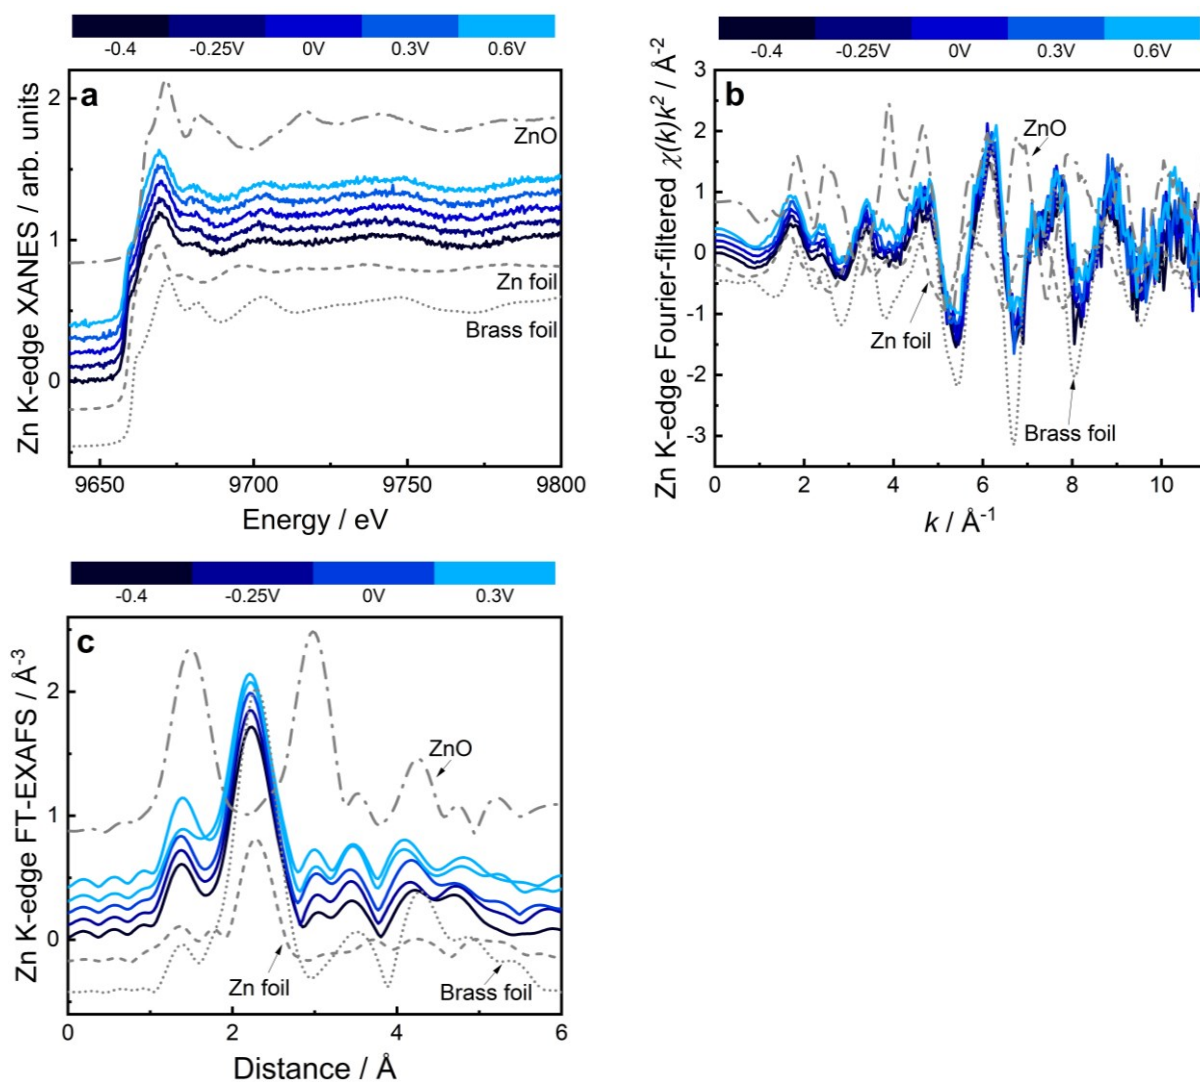 -0.4 -0.25V 0V 0.3V 0.6V
a
Zn K-edge XANES / arb. units
2
1
0
ZnO
Zn foil
Brass foil
9650 9700 9750 9800
Energy / eV
-0.4 -0.25V 0V 0.3V 0.6V
b
Zn K-edge Fourier-filtered χ(k)k² / Å⁻²
3
2
1
0
-1
-2
-3
ZnO
Zn foil
Brass foil
0 2 4 6 8 10
k / Å⁻¹
-0.4 -0.25V 0V 0.3V
c
Zn K-edge FT-EXAFS / Å⁻³
2
1
0
ZnO
Zn foil
Brass foil
0 2 4 6
Distance / Å